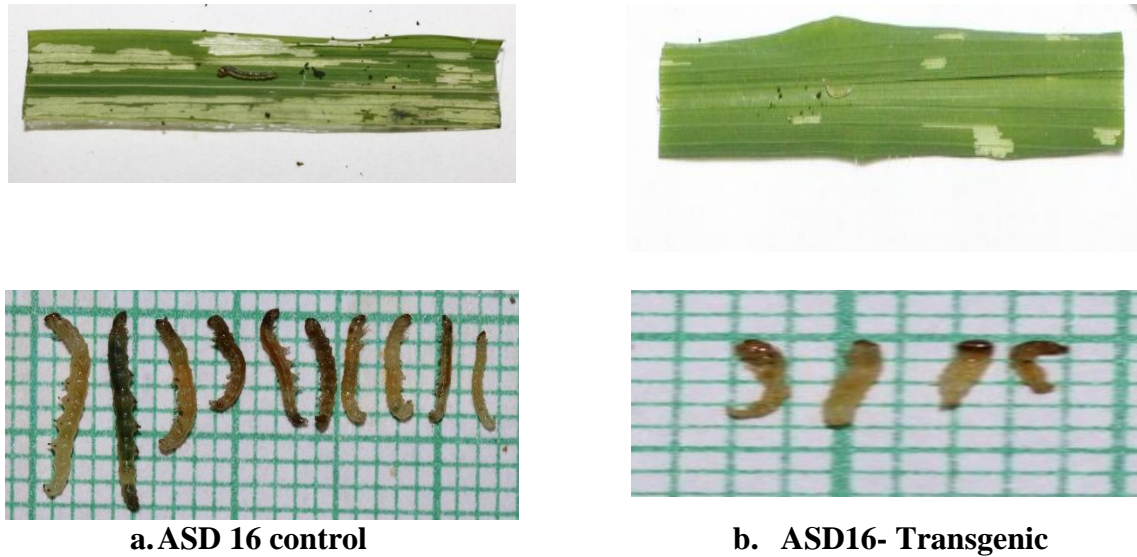 a. ASD 16 control
b. ASD16- Transgenic